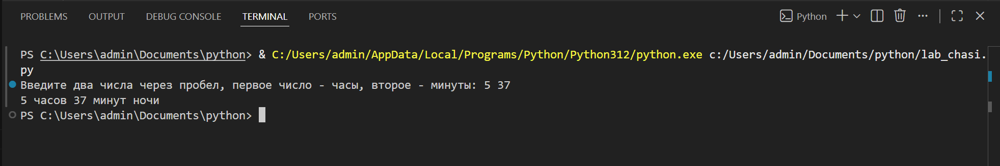 PROBLEMS OUTPUT DEBUG CONSOLE TERMINAL PORTS Python
PS C:\Users\admin\Documents\python> & C:/Users/admin/AppData/Local/Programs/Python/Python312/python.exe c:/Users/admin/Documents/python/lab_chasi.
py
Введите два числа через пробел, первое число - часы, второе - минуты: 5 37
5 часов 37 минут ночи
PS C:\Users\admin\Documents\python>